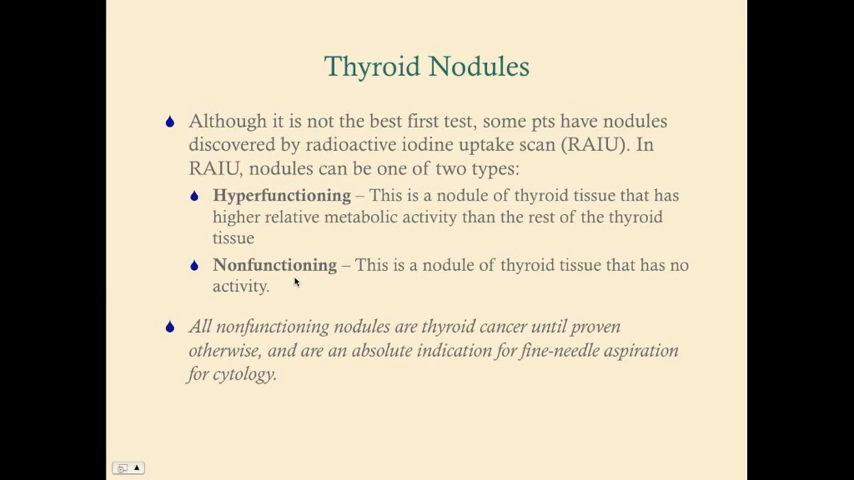 Thyroid Nodules
Although it is not the best first test, some pts have nodules
discovered by radioactive iodine uptake scan (RAIU). In
RAIU, nodules can be one of two types:
Hyperfunctioning – This is a nodule of thyroid tissue that has
higher relative metabolic activity than the rest of the thyroid
tissue
Nonfunctioning – This is a nodule of thyroid tissue that has no
activity.
All nonfunctioning nodules are thyroid cancer until proven
otherwise, and are an absolute indication for fine-needle aspiration
for cytology.